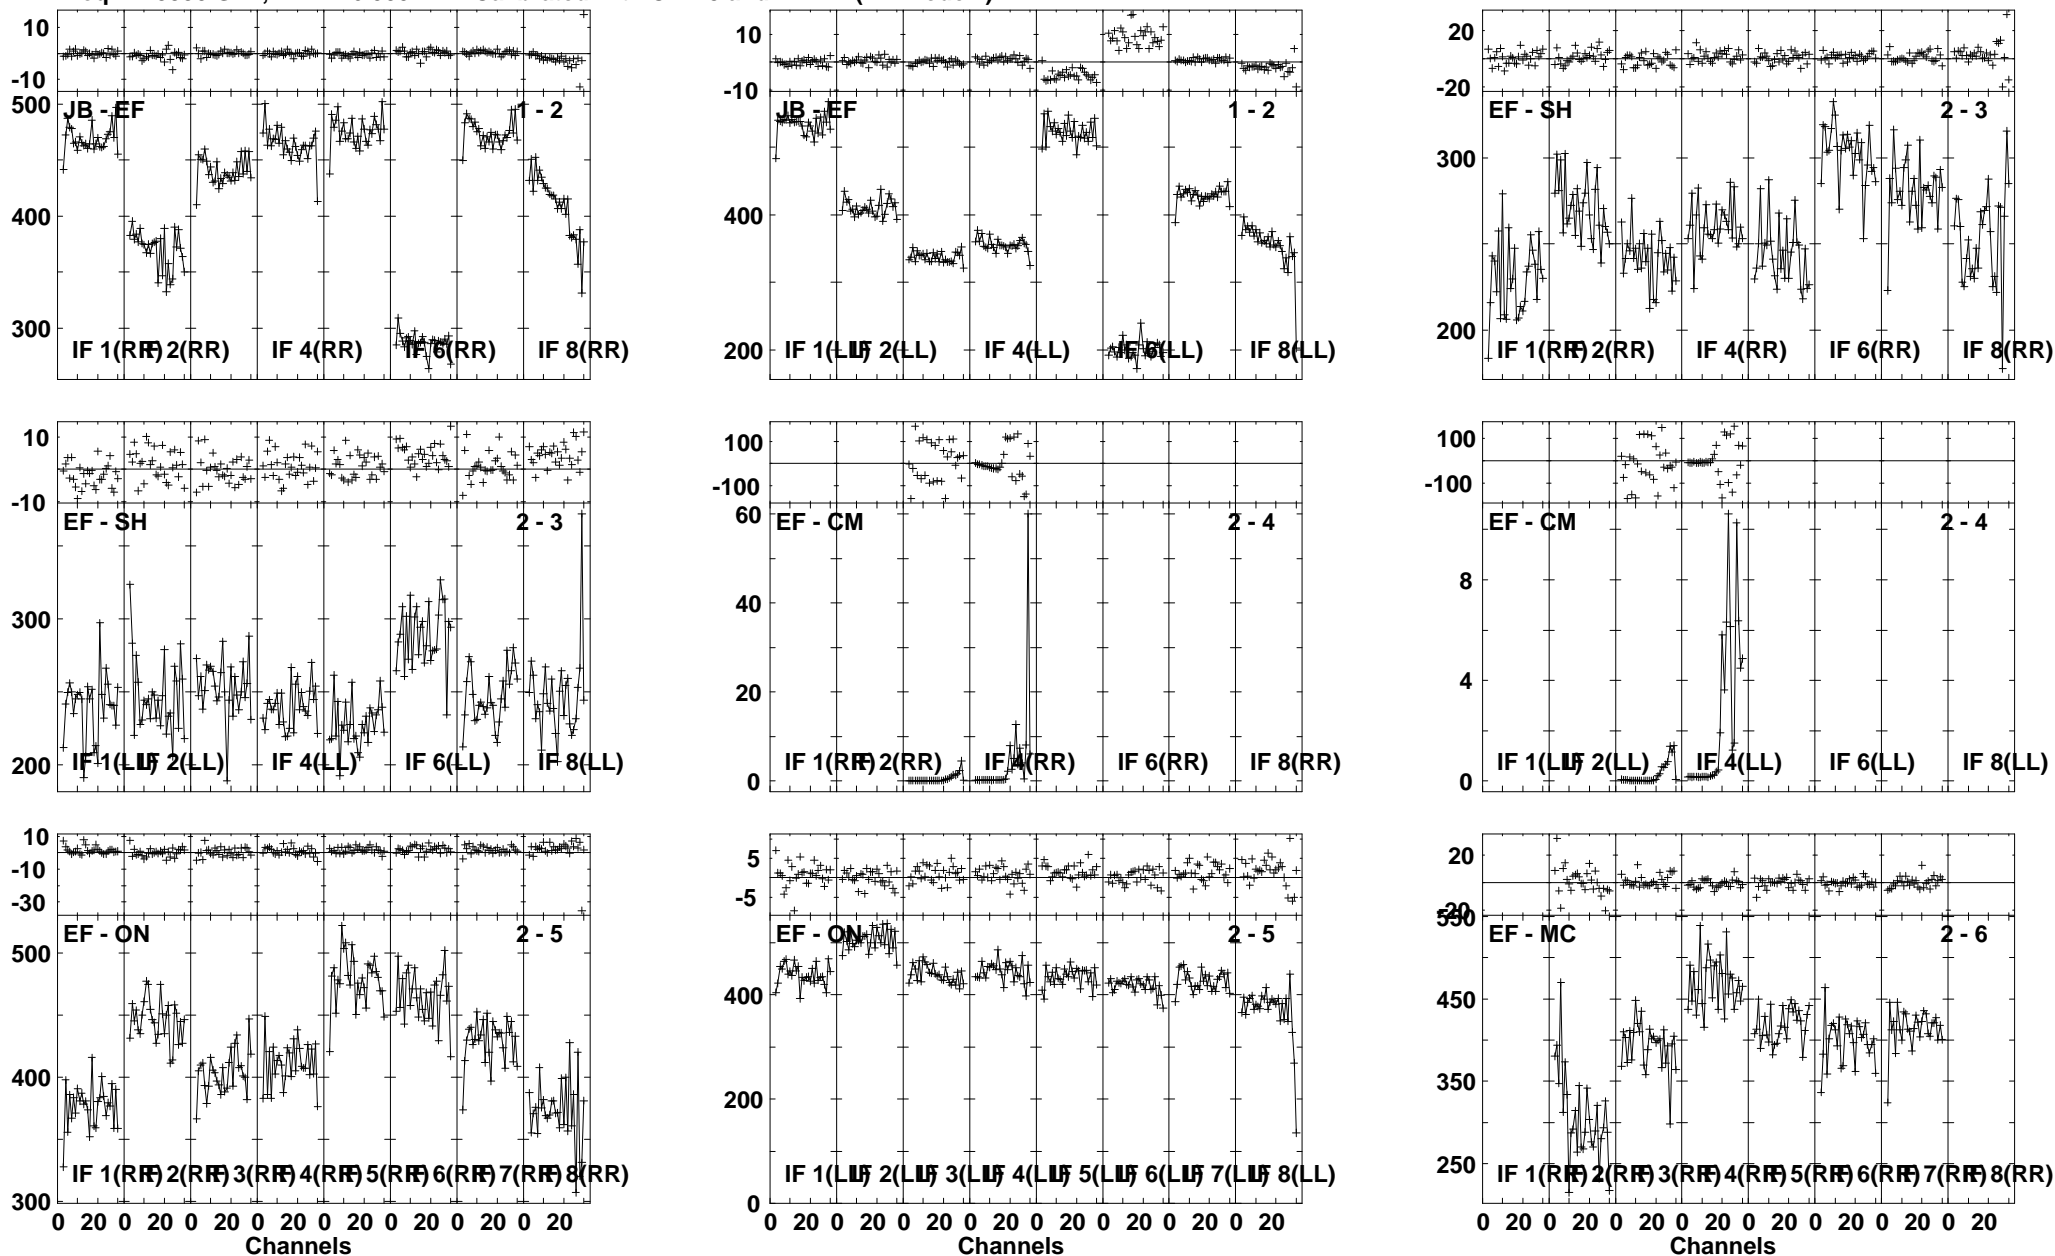 10
-10
500
400
300
JB - EF 1 - 2
IF 1(RR) IF 2(RR) IF 4(RR) IF 6(RR) IF 8(RR)
10
-10
400
200
JB - EF 1 - 2
IF 1(LL) IF 2(LL) IF 4(LL) IF 6(LL) IF 8(LL)
20
-20
300
200
EF - SH 2 - 3
IF 1(RR) IF 2(RR) IF 4(RR) IF 6(RR) IF 8(RR)
10
-10
300
200
EF - SH 2 - 3
IF 1(LL) IF 2(LL) IF 4(LL) IF 6(LL) IF 8(LL)
100
-100
60
40
20
0
EF - CM 2 - 4
IF 1(RR) IF 2(RR) IF 4(RR) IF 6(RR) IF 8(RR)
100
-100
8
4
0
EF - CM 2 - 4
IF 1(LL) IF 2(LL) IF 4(LL) IF 6(LL) IF 8(LL)
10
-10
-30
500
400
300
EF - ON 2 - 5
IF 1(RR) IF 2(RR) IF 3(RR) IF 4(RR) IF 5(RR) IF 6(RR) IF 7(RR) IF 8(RR)
0 20 0 20 0 20 0 20 0 20 0 20 0 20 0 20
Channels
5
-5
400
200
0
EF - ON 2 - 5
IF 1(LL) IF 2(LL) IF 3(LL) IF 4(LL) IF 5(LL) IF 6(LL) IF 7(LL) IF 8(LL)
0 20 0 20 0 20 0 20 0 20 0 20 0 20 0 20
Channels
20
-20
550
450
350
250
EF - MC 2 - 6
IF 1(RR) IF 2(RR) IF 3(RR) IF 4(RR) IF 5(RR) IF 6(RR) IF 7(RR) IF 8(RR)
0 20 0 20 0 20 0 20 0 20 0 20 0 20 0 20
Channels